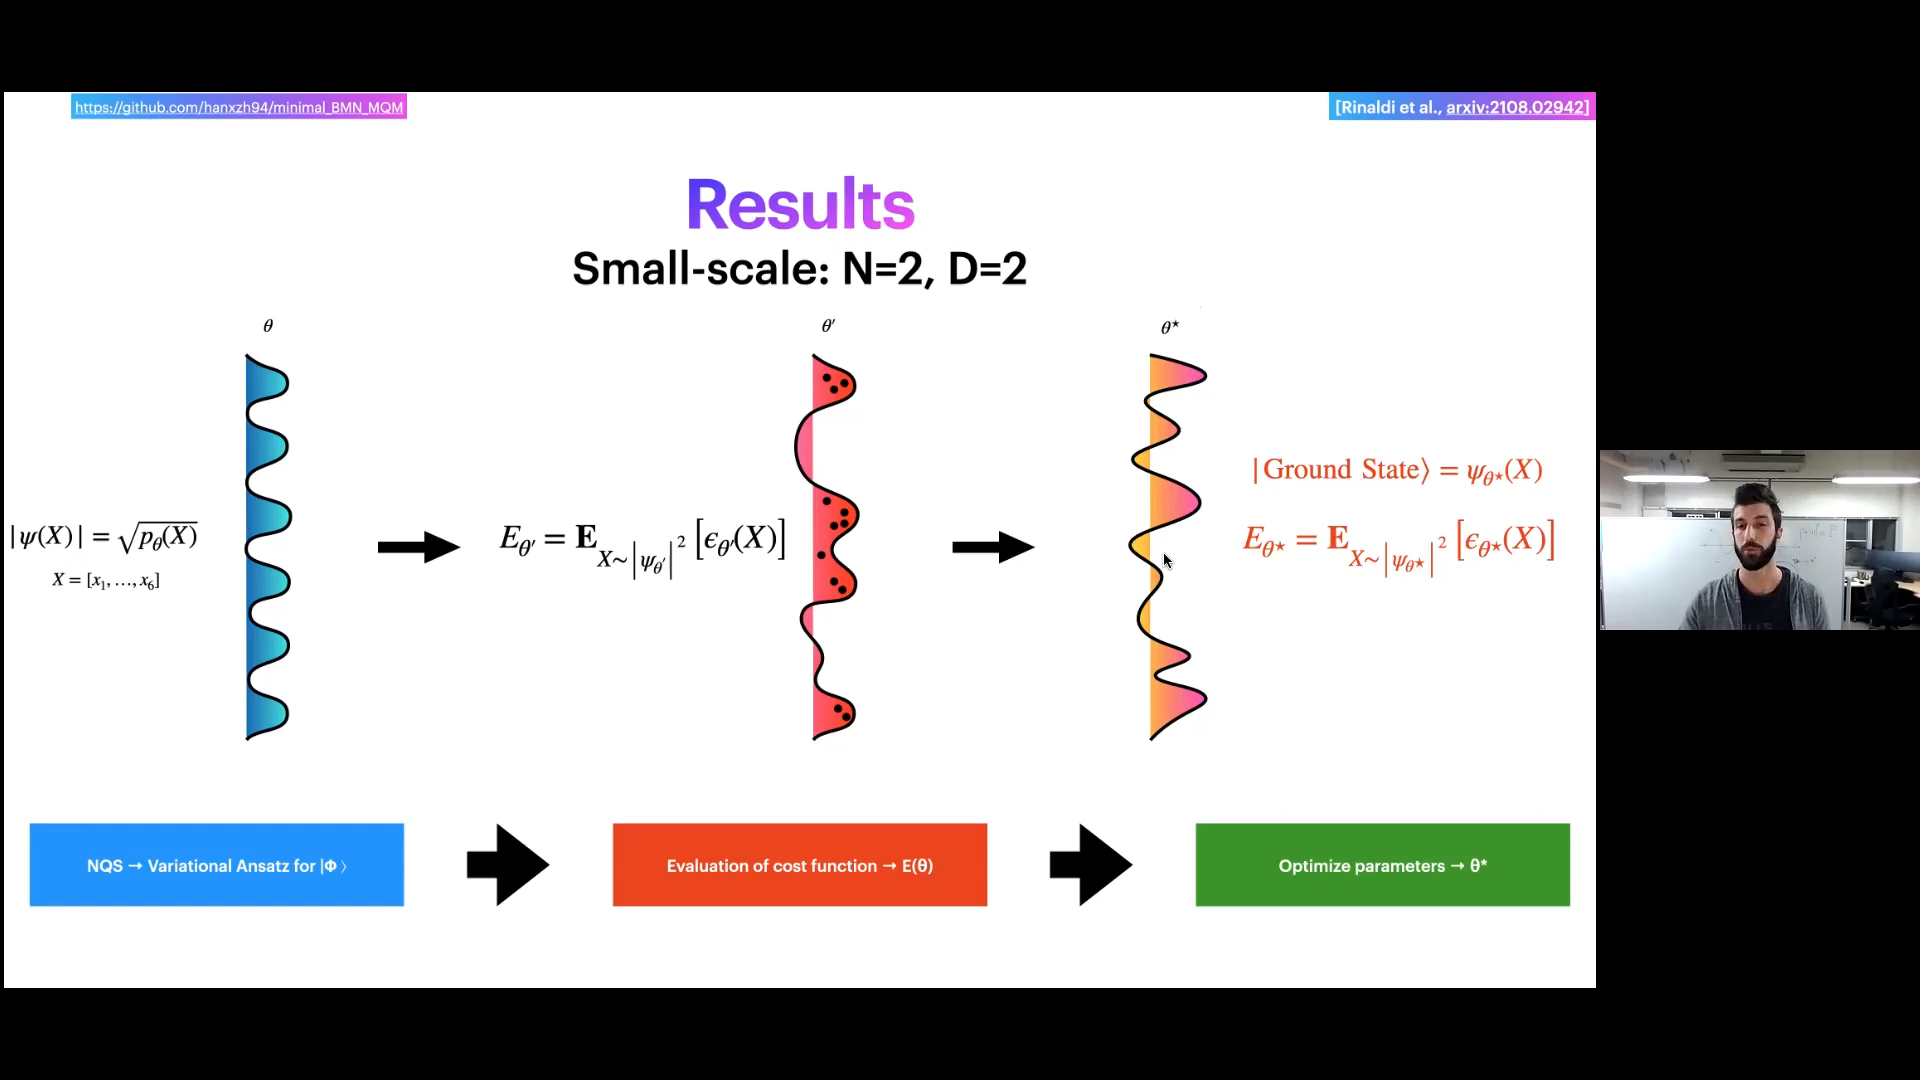 https://github.com/hanxzh94/minimal_BMN_MQM
[Rinaldi et al., arxiv:2108.02942]
Results
Small-scale: N=2, D=2
θ
θ′
θ⋆
|ψ(X)| = √pθ(X)
X = [x₁, …, x₆]
Eθ′ = E X∼|ψθ′|² [ϵθ′(X)]
|Ground State⟩ = ψθ⋆(X)
Eθ⋆ = E X∼|ψθ⋆|² [ϵθ⋆(X)]
NQS → Variational Ansatz for |Φ⟩
Evaluation of cost function → E(θ)
Optimize parameters → θ*